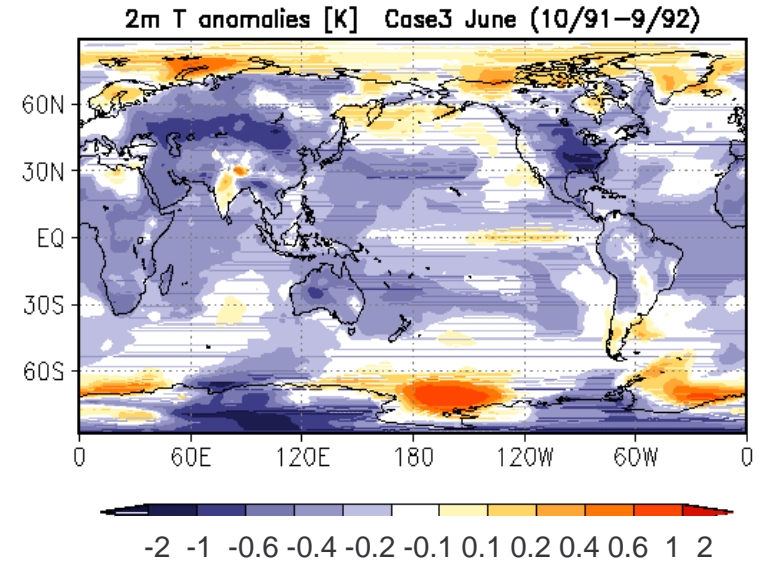 2m T anomalies [K] Case3 June (10/91−9/92)
60N
30N
EQ
30S
60S
0 60E 120E 180 120W 60W 0
-2 -1 -0.6 -0.4 -0.2 -0.1 0.1 0.2 0.4 0.6 1 2